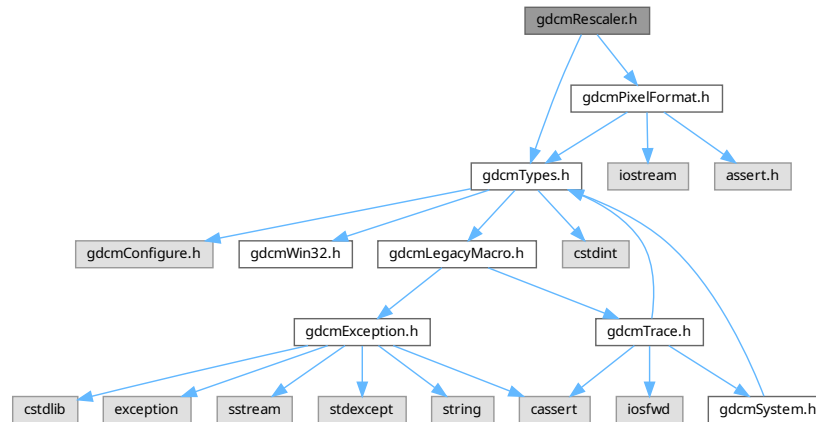 gdcmRescaler.h
gdcmPixelFormat.h
gdcmTypes.h
iostream
assert.h
gdcmConfigure.h
gdcmWin32.h
gdcmLegacyMacro.h
cstdint
gdcmException.h
gdcmTrace.h
cstdlib
exception
sstream
stdexcept
string
cassert
iosfwd
gdcmSystem.h